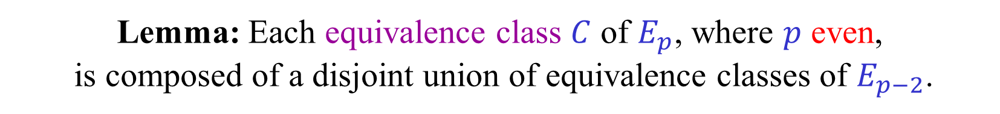 Lemma: Each equivalence class C of E_p, where p even,
is composed of a disjoint union of equivalence classes of E_{p−2}.